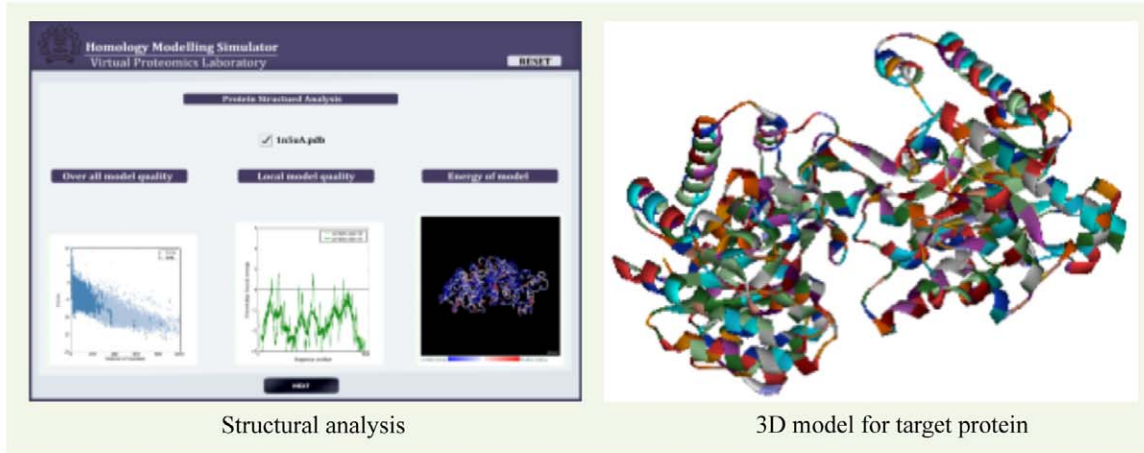 Homology Modelling Simulator
Virtual Proteomics Laboratory
RESET
Protein Structural Analysis
Over all model quality
Local model quality
Energy of model
NEXT
Structural analysis
3D model for target protein